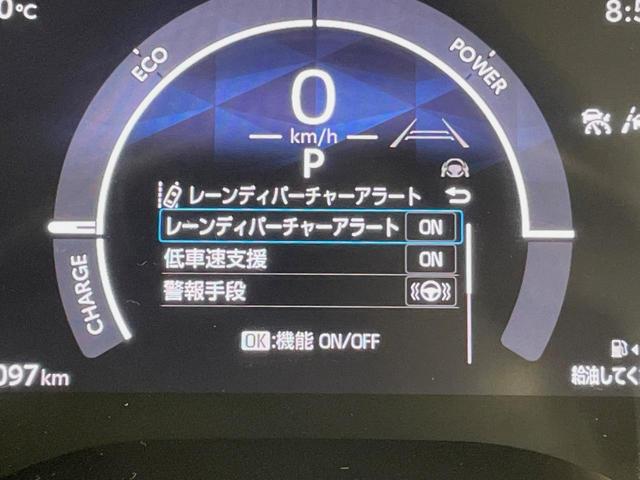 0℃
8:5
ECO
POWER
0
km/h
P
レーンディパーチャーアラート
レーンディパーチャーアラート ON
低車速支援 ON
警報手段
CHARGE
OK:機能 ON/OFF
097km
給油してく